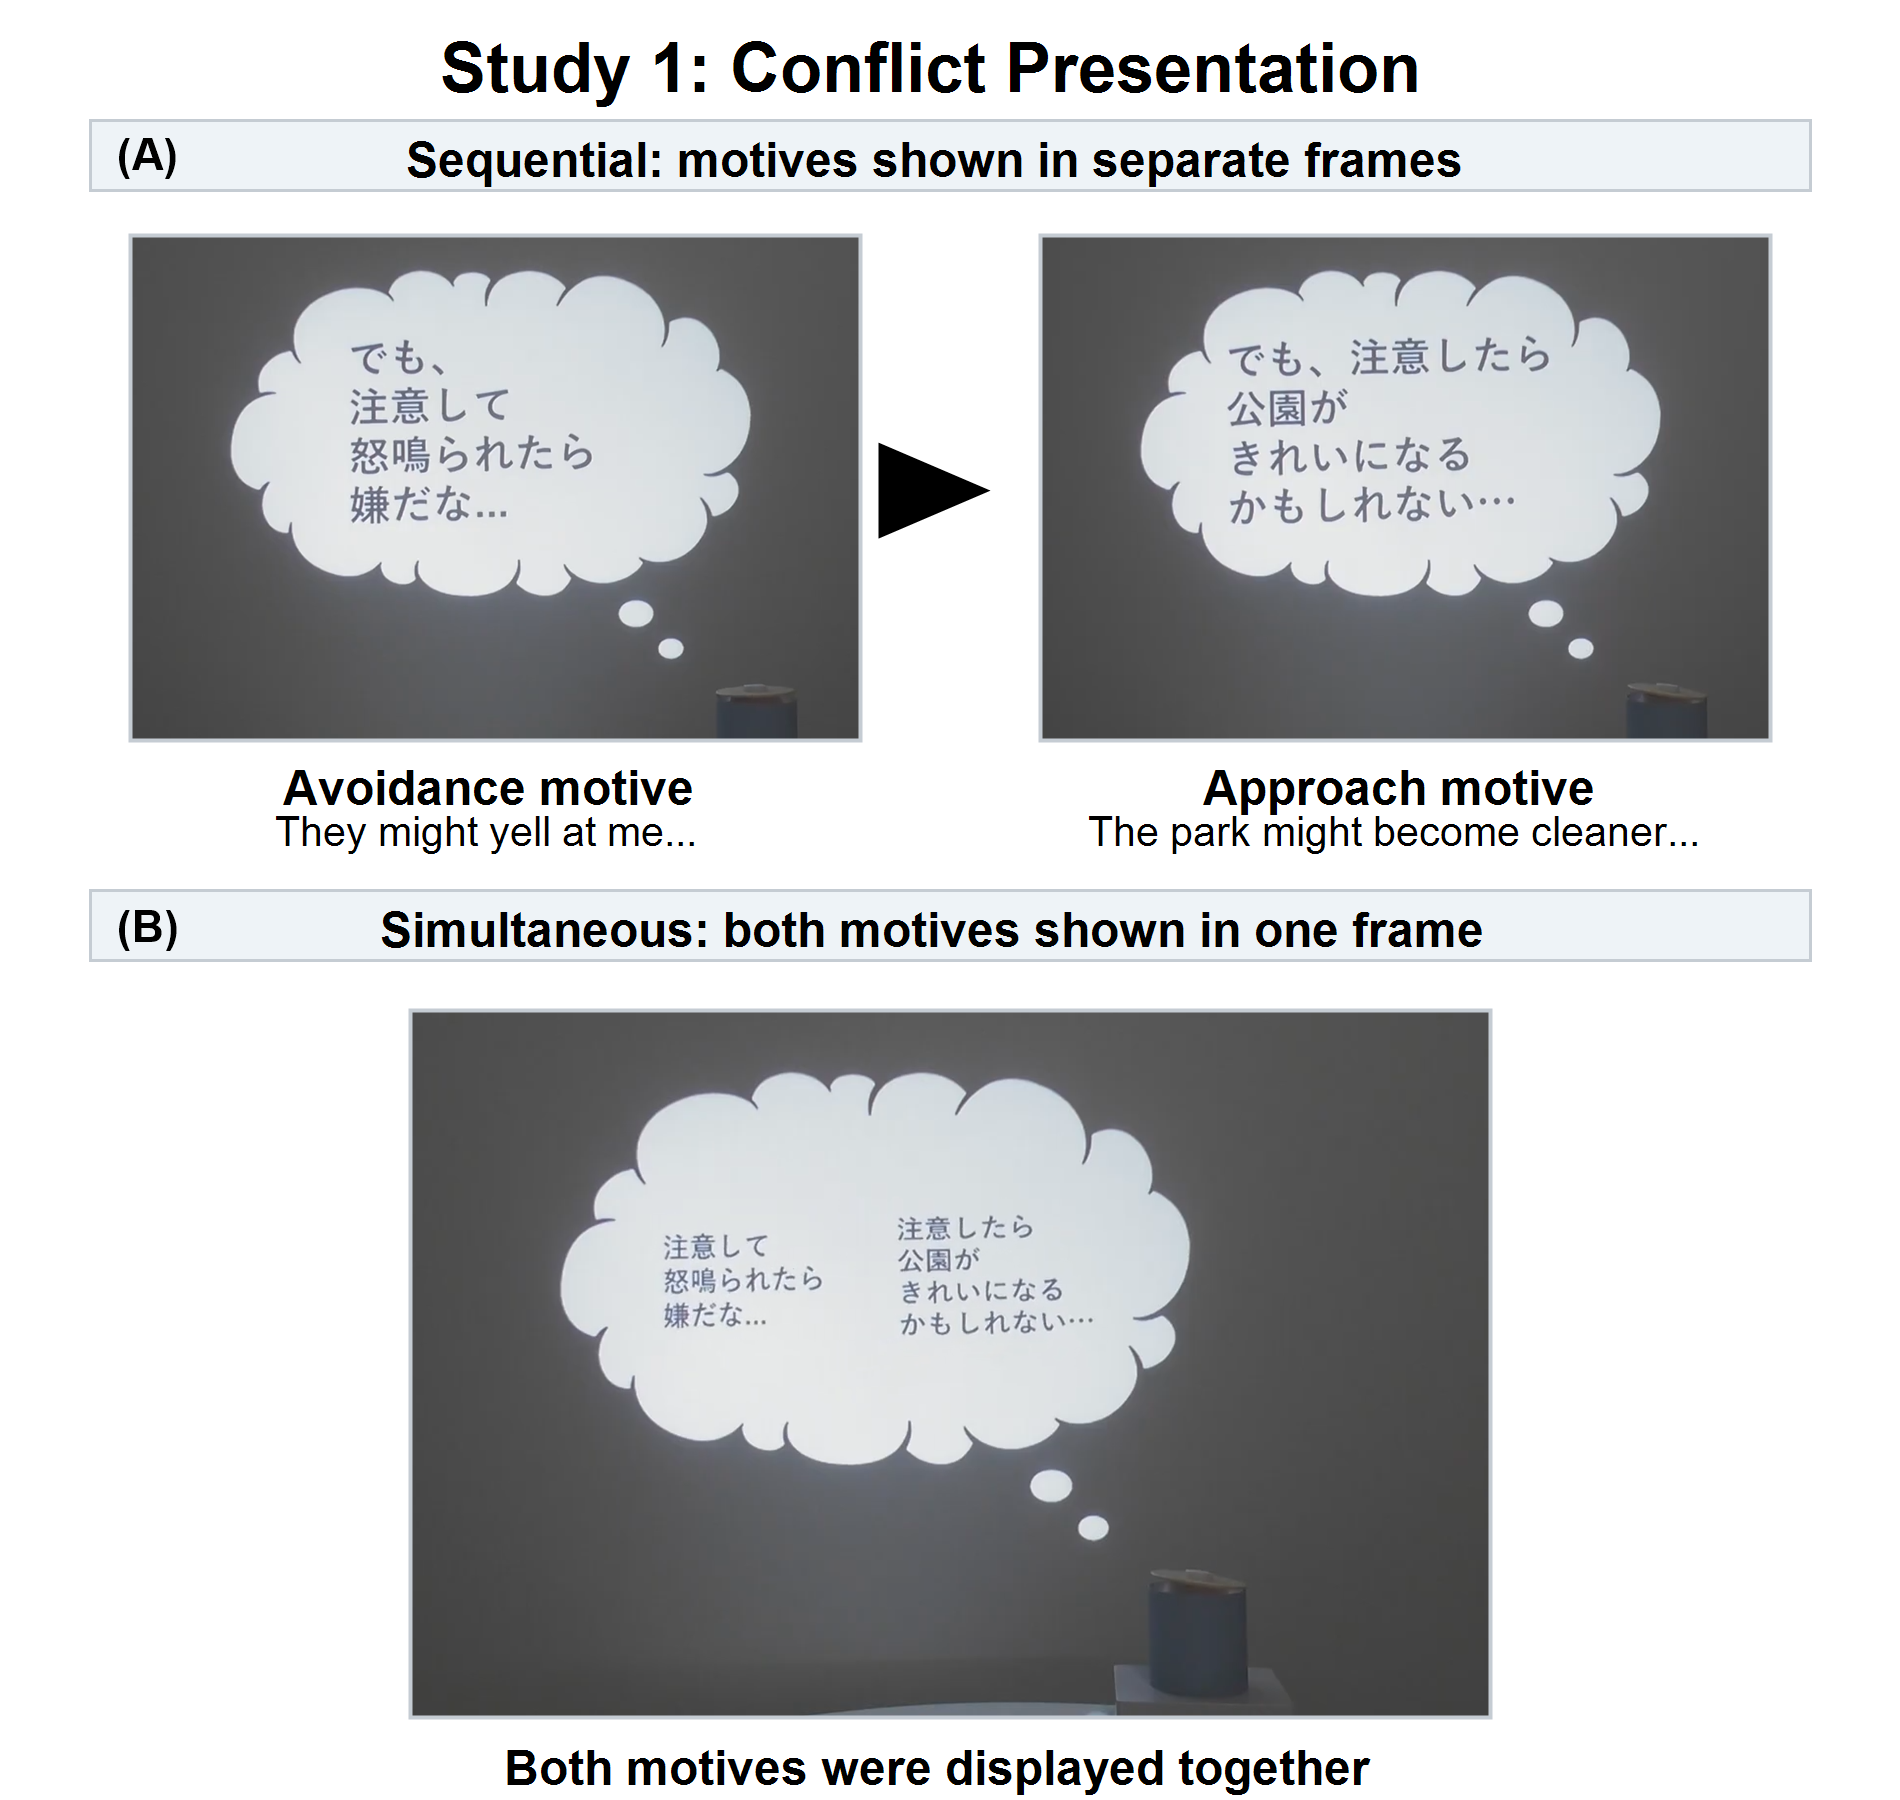 Study 1: Conflict Presentation
(A)
Sequential: motives shown in separate frames
でも、
注意して
怒鳴られたら
嫌だな...
でも、注意したら
公園が
きれいになる
かもしれない…
Avoidance motive
They might yell at me...
Approach motive
The park might become cleaner...
(B)
Simultaneous: both motives shown in one frame
注意して
怒鳴られたら
嫌だな...
注意したら
公園が
きれいになる
かもしれない…
Both motives were displayed together